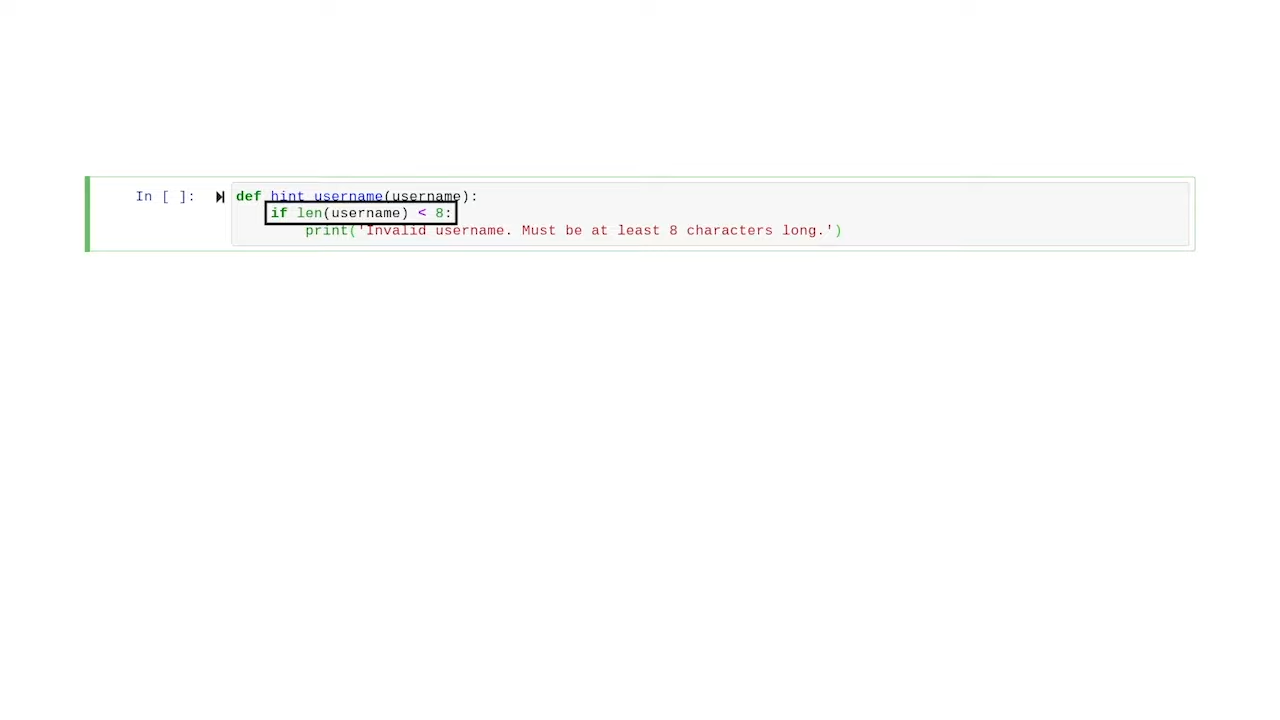 In [ ]: def hint_username(username):
if len(username) < 8:
print('Invalid username. Must be at least 8 characters long.')